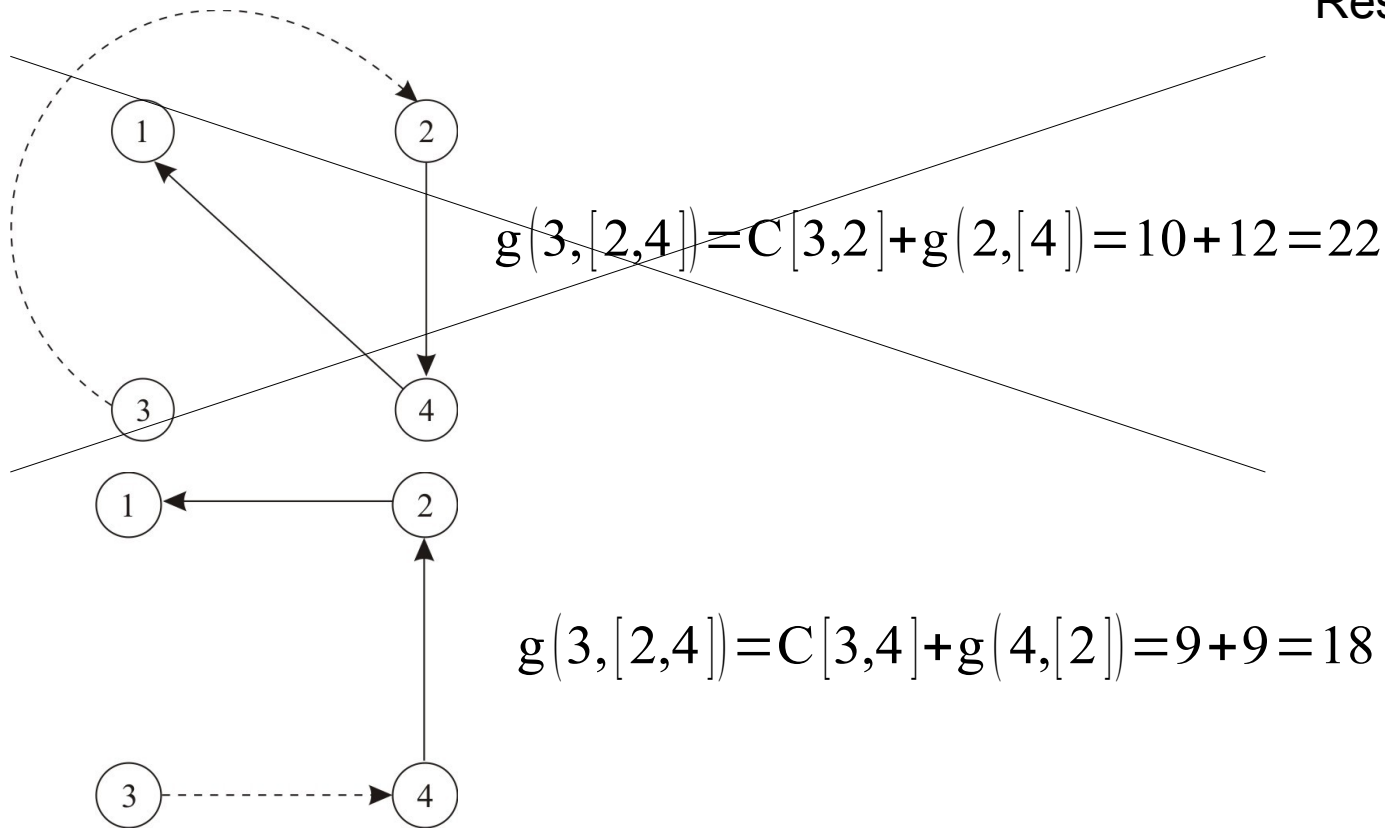 Res
1 2
g(3,[2,4])=C[3,2]+g(2,[4])=10+12=22
3 4
1 2
g(3,[2,4])=C[3,4]+g(4,[2])=9+9=18
3 4